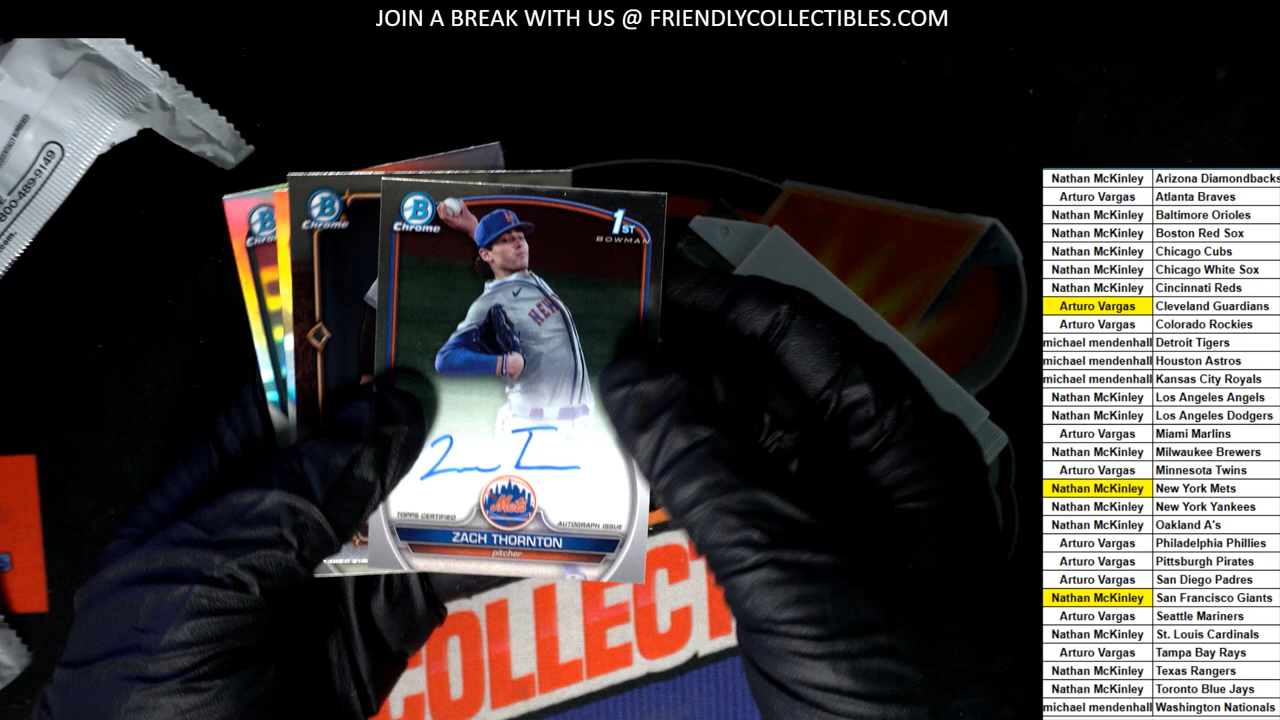 JOIN A BREAK WITH US @ FRIENDLYCOLLECTIBLES.COM
800-489-9149
B
Chrome
B
Chrome
B
Chrome
1ST
BOWMAN
NEW
Mets
TOPPS CERTIFIED
AUTOGRAPH ISSUE
ZACH THORNTON
pitcher
COLLECT
Nathan McKinley Arizona Diamondbacks
Arturo Vargas Atlanta Braves
Nathan McKinley Baltimore Orioles
Nathan McKinley Boston Red Sox
Nathan McKinley Chicago Cubs
Nathan McKinley Chicago White Sox
Nathan McKinley Cincinnati Reds
Arturo Vargas Cleveland Guardians
Arturo Vargas Colorado Rockies
michael mendenhall Detroit Tigers
michael mendenhall Houston Astros
michael mendenhall Kansas City Royals
Nathan McKinley Los Angeles Angels
Nathan McKinley Los Angeles Dodgers
Arturo Vargas Miami Marlins
Nathan McKinley Milwaukee Brewers
Arturo Vargas Minnesota Twins
Nathan McKinley New York Mets
Nathan McKinley New York Yankees
Nathan McKinley Oakland A's
Arturo Vargas Philadelphia Phillies
Arturo Vargas Pittsburgh Pirates
Arturo Vargas San Diego Padres
Nathan McKinley San Francisco Giants
Arturo Vargas Seattle Mariners
Nathan McKinley St. Louis Cardinals
Arturo Vargas Tampa Bay Rays
Nathan McKinley Texas Rangers
Nathan McKinley Toronto Blue Jays
michael mendenhall Washington Nationals